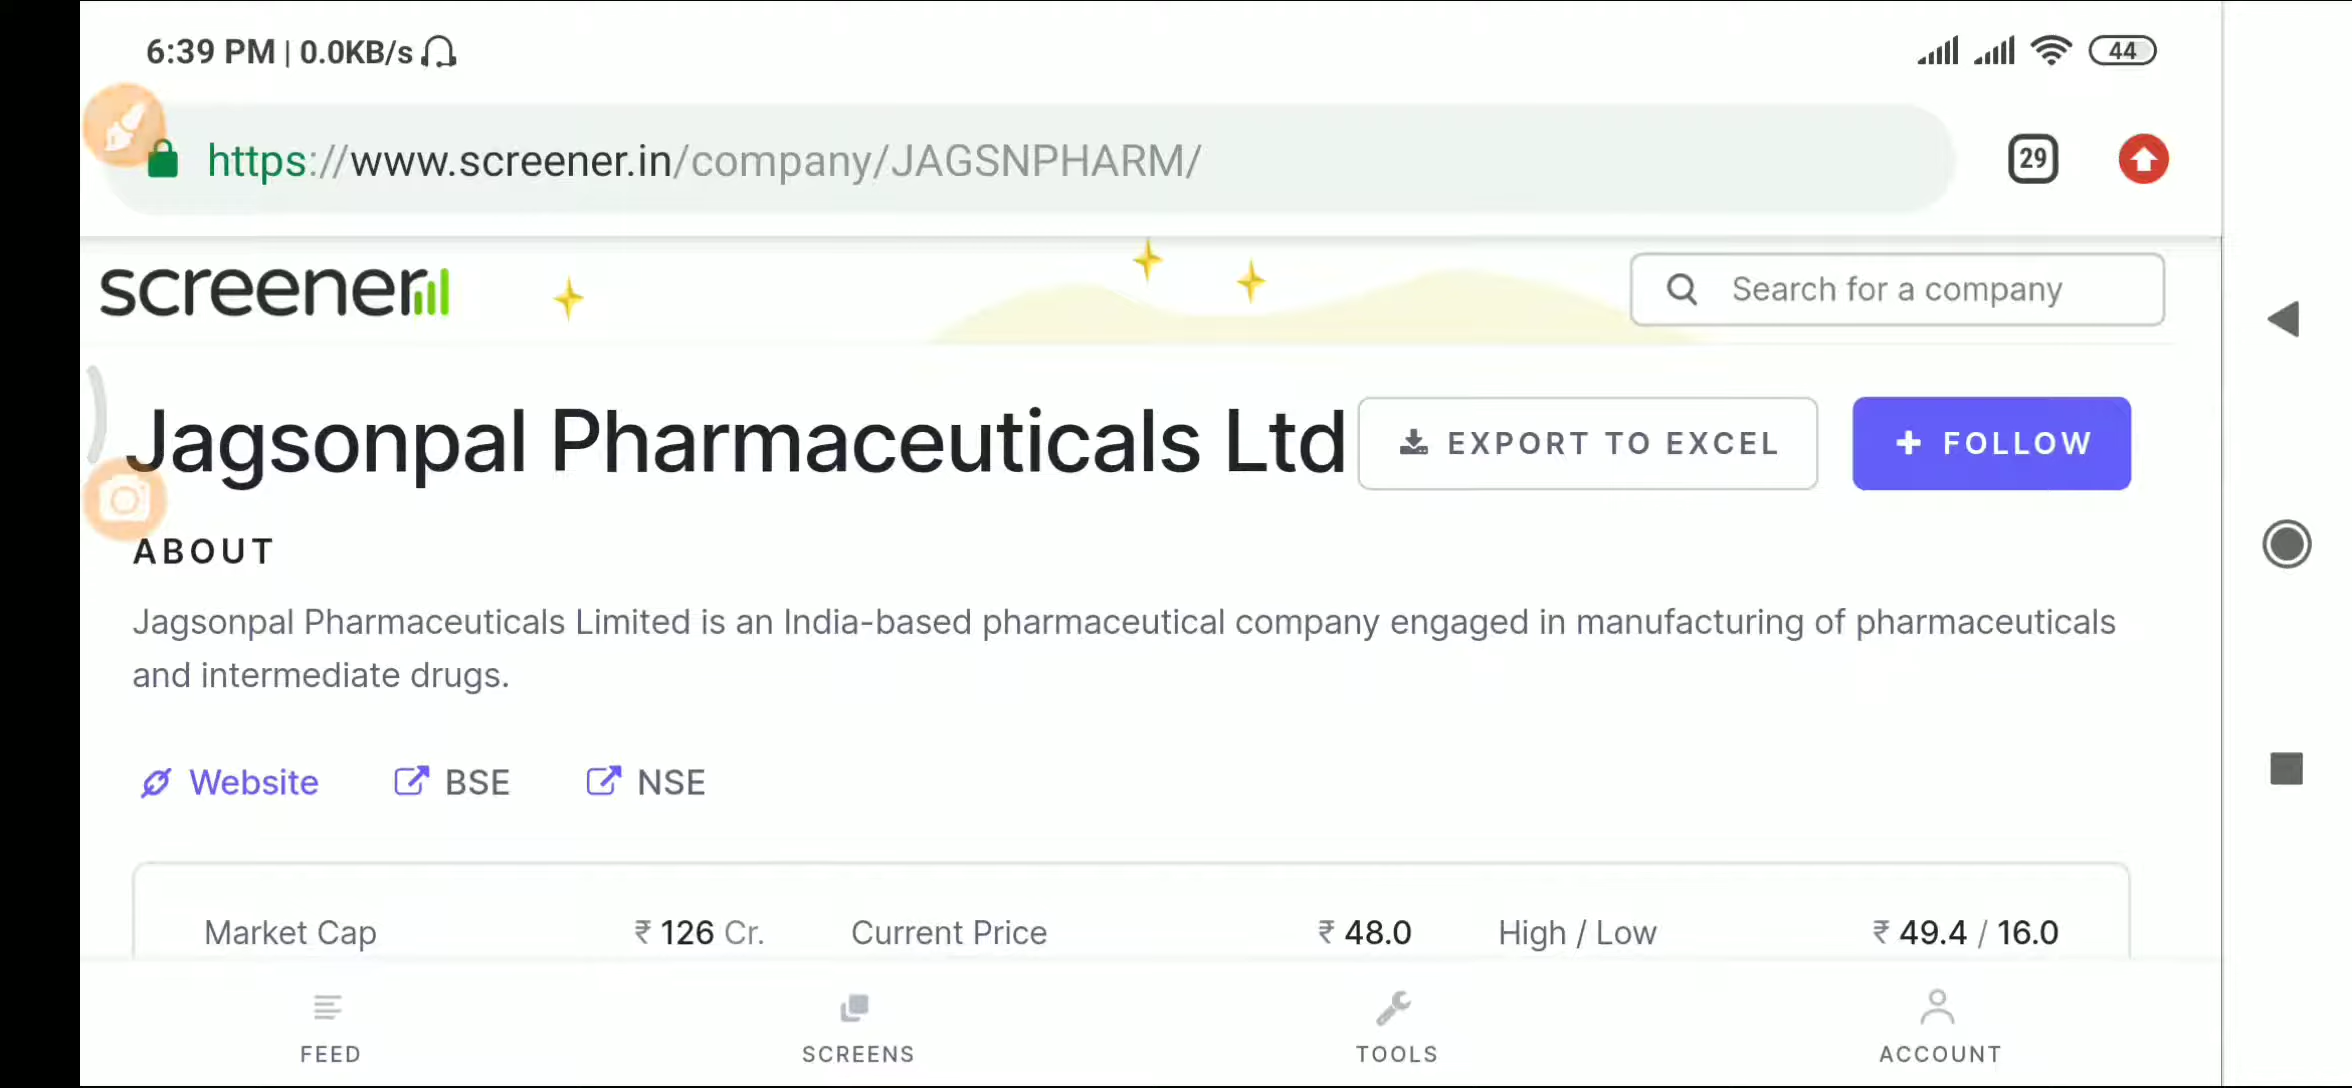 6:39 PM | 0.0KB/s
44
https://www.screener.in/company/JAGSNPHARM/
29
screener
Search for a company
Jagsonpal Pharmaceuticals Ltd
EXPORT TO EXCEL
+ FOLLOW
ABOUT
Jagsonpal Pharmaceuticals Limited is an India-based pharmaceutical company engaged in manufacturing of pharmaceuticals
and intermediate drugs.
Website BSE NSE
Market Cap ₹ 126 Cr. Current Price ₹ 48.0 High / Low ₹ 49.4 / 16.0
FEED SCREENS TOOLS ACCOUNT